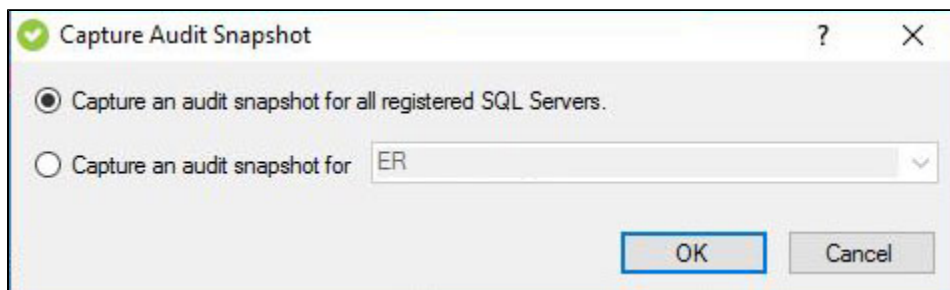 Capture Audit Snapshot ?
Capture an audit snapshot for all registered SQL Servers.
Capture an audit snapshot for ER
OK Cancel